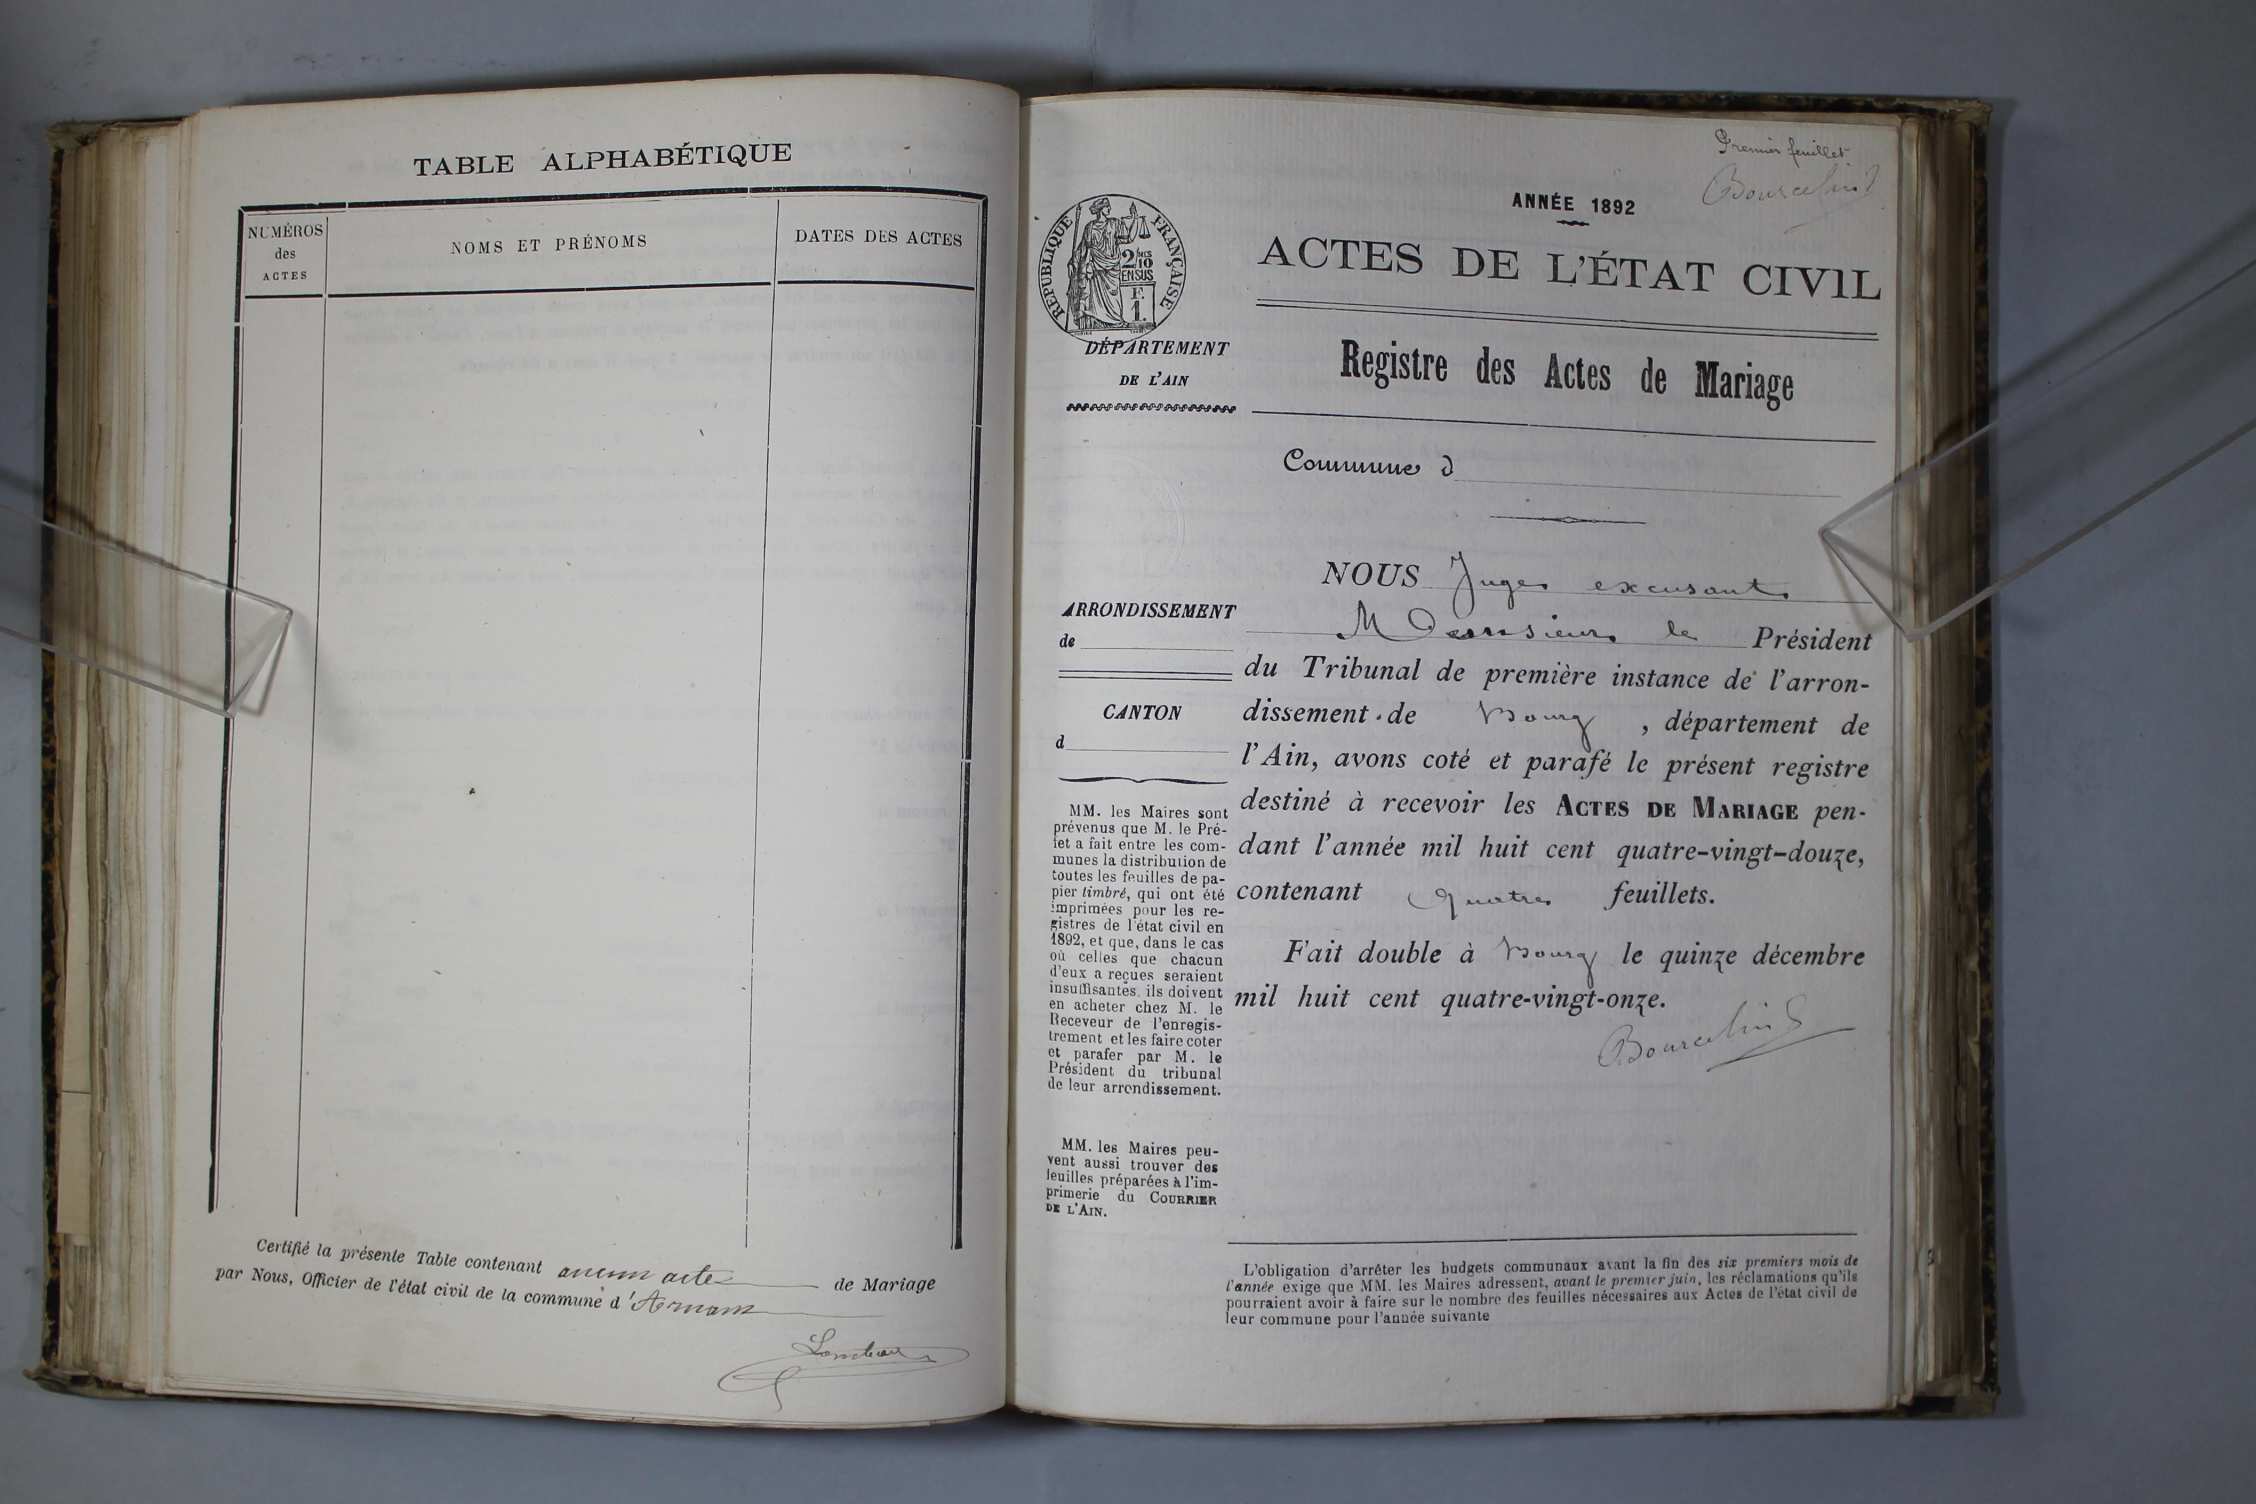 TABLE ALPHABÉTIQUE
NUMÉROS
des
ACTES
NOMS ET PRÉNOMS
DATES DES ACTES
Certifié la présente Table contenant aucun acte de Mariage
par Nous, Officier de l'état civil de la commune d'Arnans
Premier feuillet
ANNÉE 1892
RÉPUBLIQUE FRANÇAISE
2/10
EN SUS
F.
1.
ACTES DE L'ÉTAT CIVIL
DÉPARTEMENT
DE L'AIN
Registre des Actes de Mariage
Commune d
NOUS Juge excusant
Monsieur le Président
du Tribunal de première instance de l'arron-
dissement de Bourg, département de
l'Ain, avons coté et parafé le présent registre
destiné à recevoir les ACTES DE MARIAGE pen-
dant l'année mil huit cent quatre-vingt-douze,
contenant quatre feuillets.
Fait double à Bourg le quinze décembre
mil huit cent quatre-vingt-onze.
ARRONDISSEMENT
de
CANTON
d
MM. les Maires sont
prévenus que M. le Pré-
fet a fait entre les com-
munes la distribution de
toutes les feuilles de pa-
pier timbré, qui ont été
imprimées pour les re-
gistres de l'état civil en
1892, et que, dans le cas
où celles que chacun
d'eux a reçues seraient
insuffisantes, ils doivent
en acheter chez M. le
Receveur de l'enregis-
trement et les faire coter
et parafer par M. le
Président du tribunal
de leur arrondissement.
MM. les Maires peu-
vent aussi trouver des
feuilles préparées à l'im-
primerie du COURRIER
DE L'AIN.
L'obligation d'arrêter les budgets communaux avant la fin des six premiers mois de
l'année exige que MM. les Maires adressent, avant le premier juin, les réclamations qu'ils
pourraient avoir à faire sur le nombre des feuilles nécessaires aux Actes de l'état civil de
leur commune pour l'année suivante